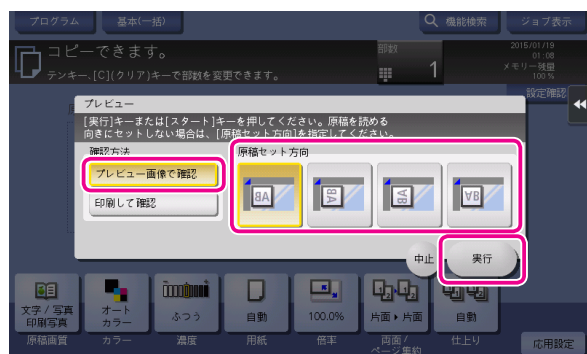 プログラム
基本(一括)
機能検索
ジョブ表示
コピーできます。
テンキー、[C](クリア)キーで部数を変更できます。
部数
1
2015/01/19
01:08
メモリー残量
100 %
設定確認
プレビュー
[実行]キーまたは[スタート]キーを押してください。原稿を読める
向きにセットしない場合は、[原稿セット方向]を指定してください。
確認方法
原稿セット方向
プレビュー画像で確認
印刷して確認
中止
実行
文字 / 写真
印刷写真
オート
カラー
ふつう
自動
100.0%
片面 ▶ 片面
自動
原稿画質
カラー
濃度
用紙
倍率
両面/
ページ集約
仕上り
応用設定